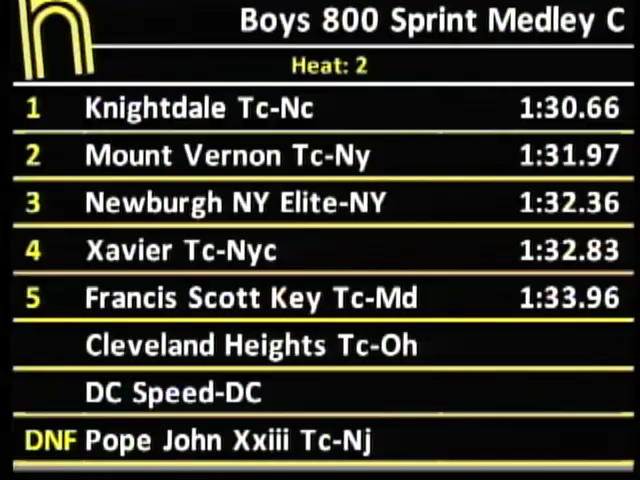 Boys 800 Sprint Medley C
Heat: 2
1 Knightdale Tc-Nc 1:30.66
2 Mount Vernon Tc-Ny 1:31.97
3 Newburgh NY Elite-NY 1:32.36
4 Xavier Tc-Nyc 1:32.83
5 Francis Scott Key Tc-Md 1:33.96
Cleveland Heights Tc-Oh
DC Speed-DC
DNF Pope John Xxiii Tc-Nj